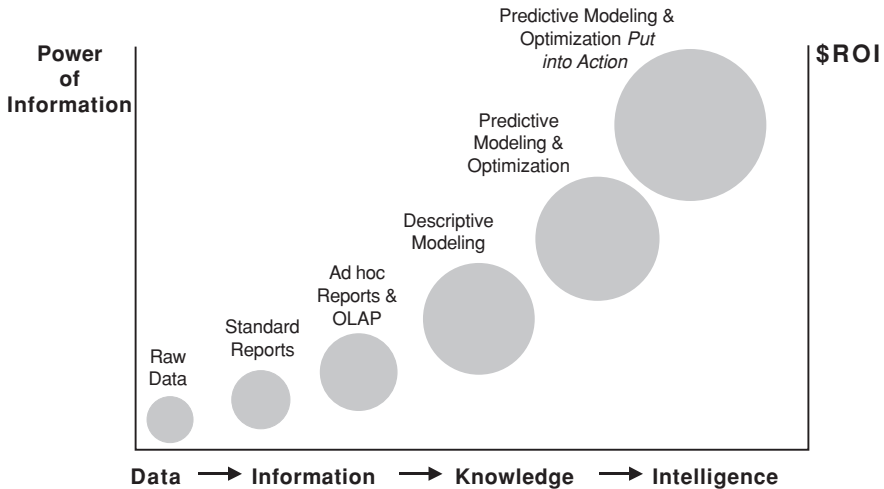 Predictive Modeling &
Optimization Put
into Action
Power
of
Information
$ROI
Predictive
Modeling &
Optimization
Descriptive
Modeling
Ad hoc
Reports &
OLAP
Standard
Reports
Raw
Data
Data → Information → Knowledge → Intelligence